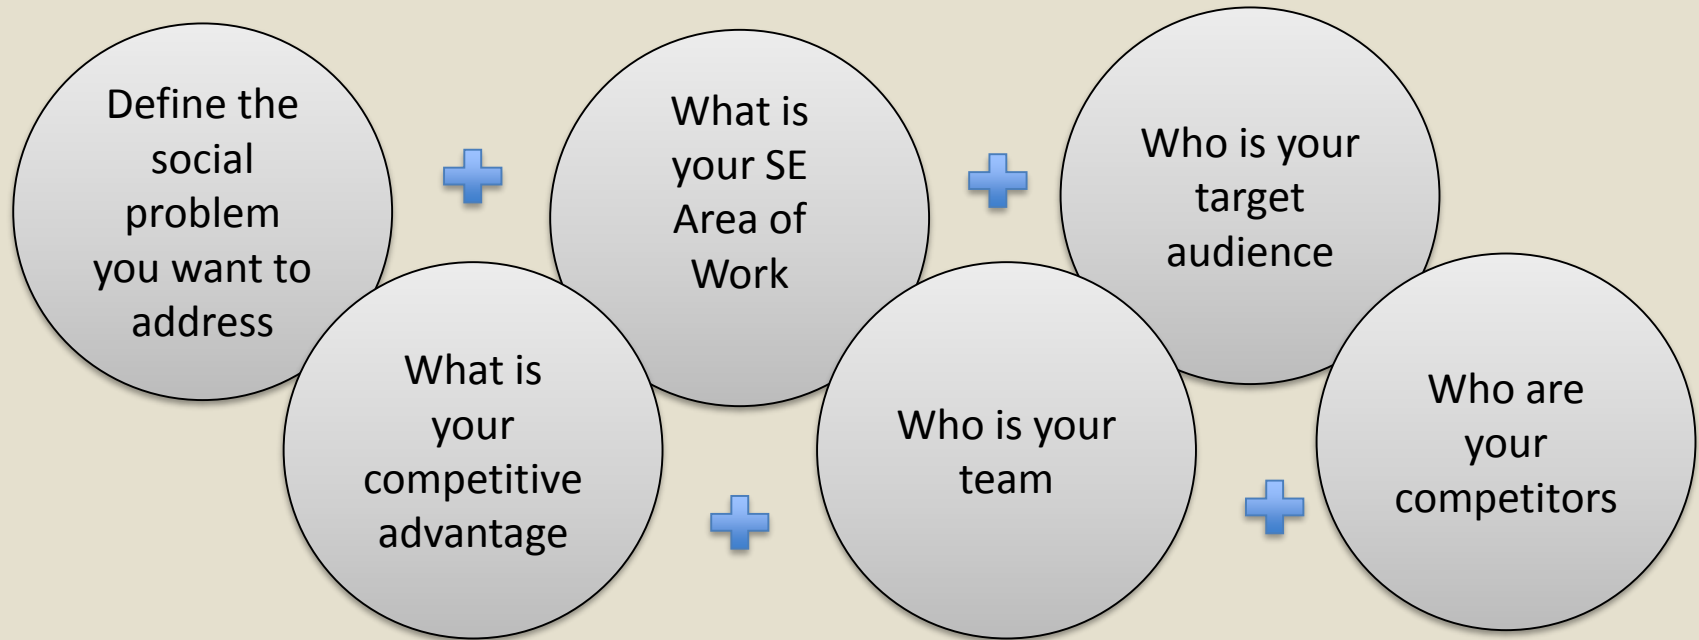 Define the
social
problem
you want to
address
What is
your SE
Area of
Work
Who is your
target
audience
What is
your
competitive
advantage
Who is your
team
Who are
your
competitors